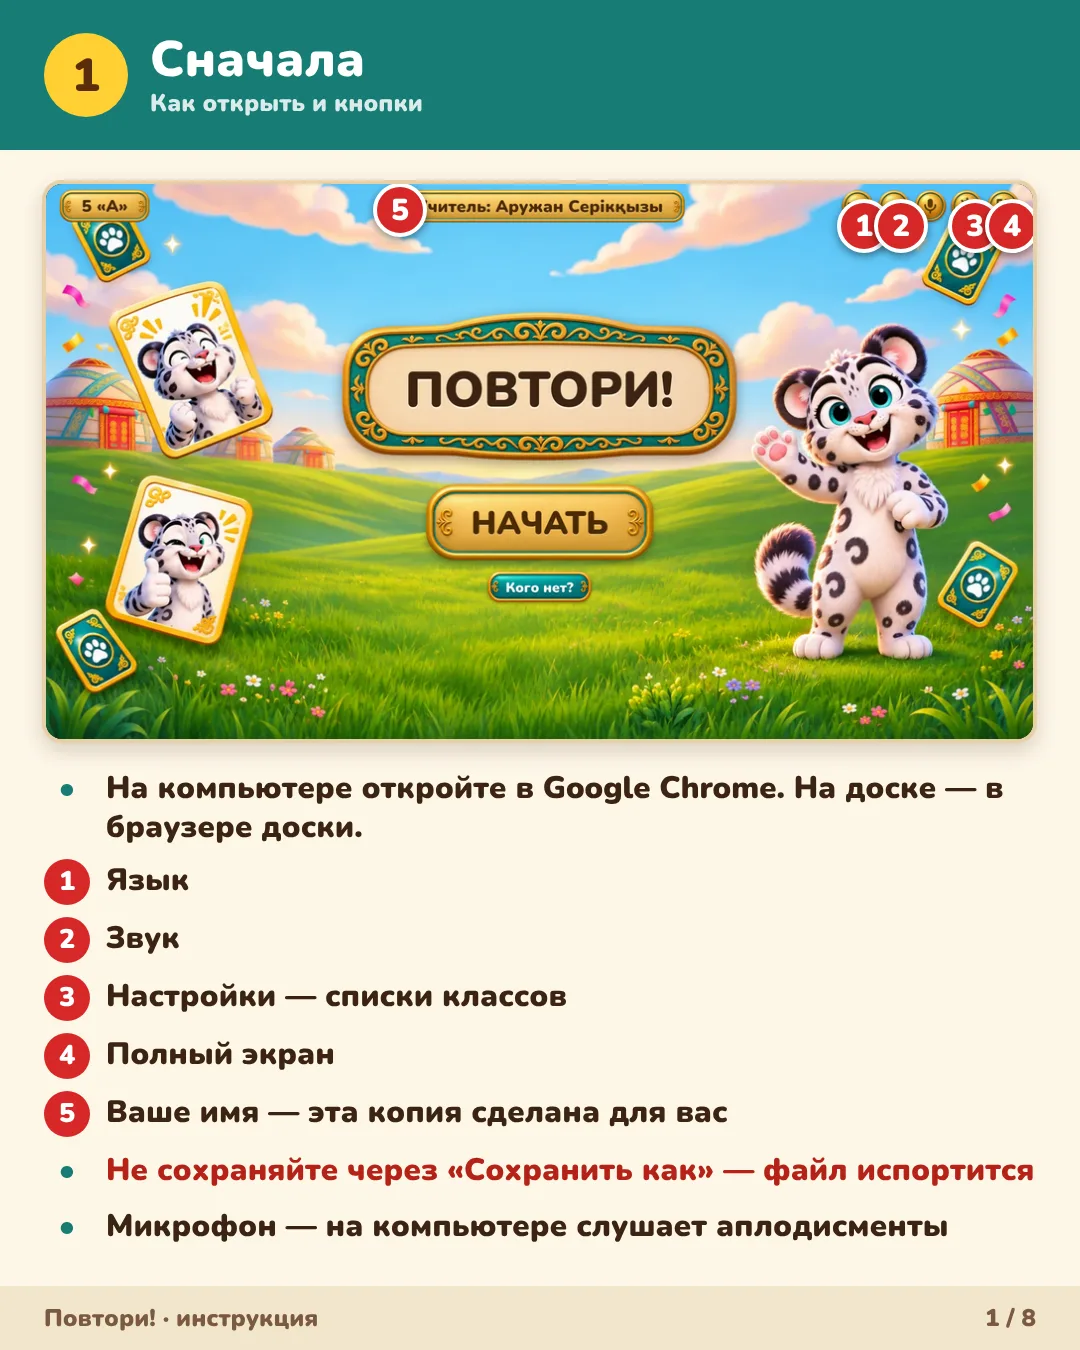 1
Сначала
Как открыть и кнопки
5 «А»
5
читель: Аружан Серікқызы
1
2
3
4
ПОВТОРИ!
НАЧАТЬ
Кого нет?
• На компьютере откройте в Google Chrome. На доске — в
браузере доски.
1 Язык
2 Звук
3 Настройки — списки классов
4 Полный экран
5 Ваше имя — эта копия сделана для вас
• Не сохраняйте через «Сохранить как» — файл испортится
• Микрофон — на компьютере слушает аплодисменты
Повтори! · инструкция
1 / 8